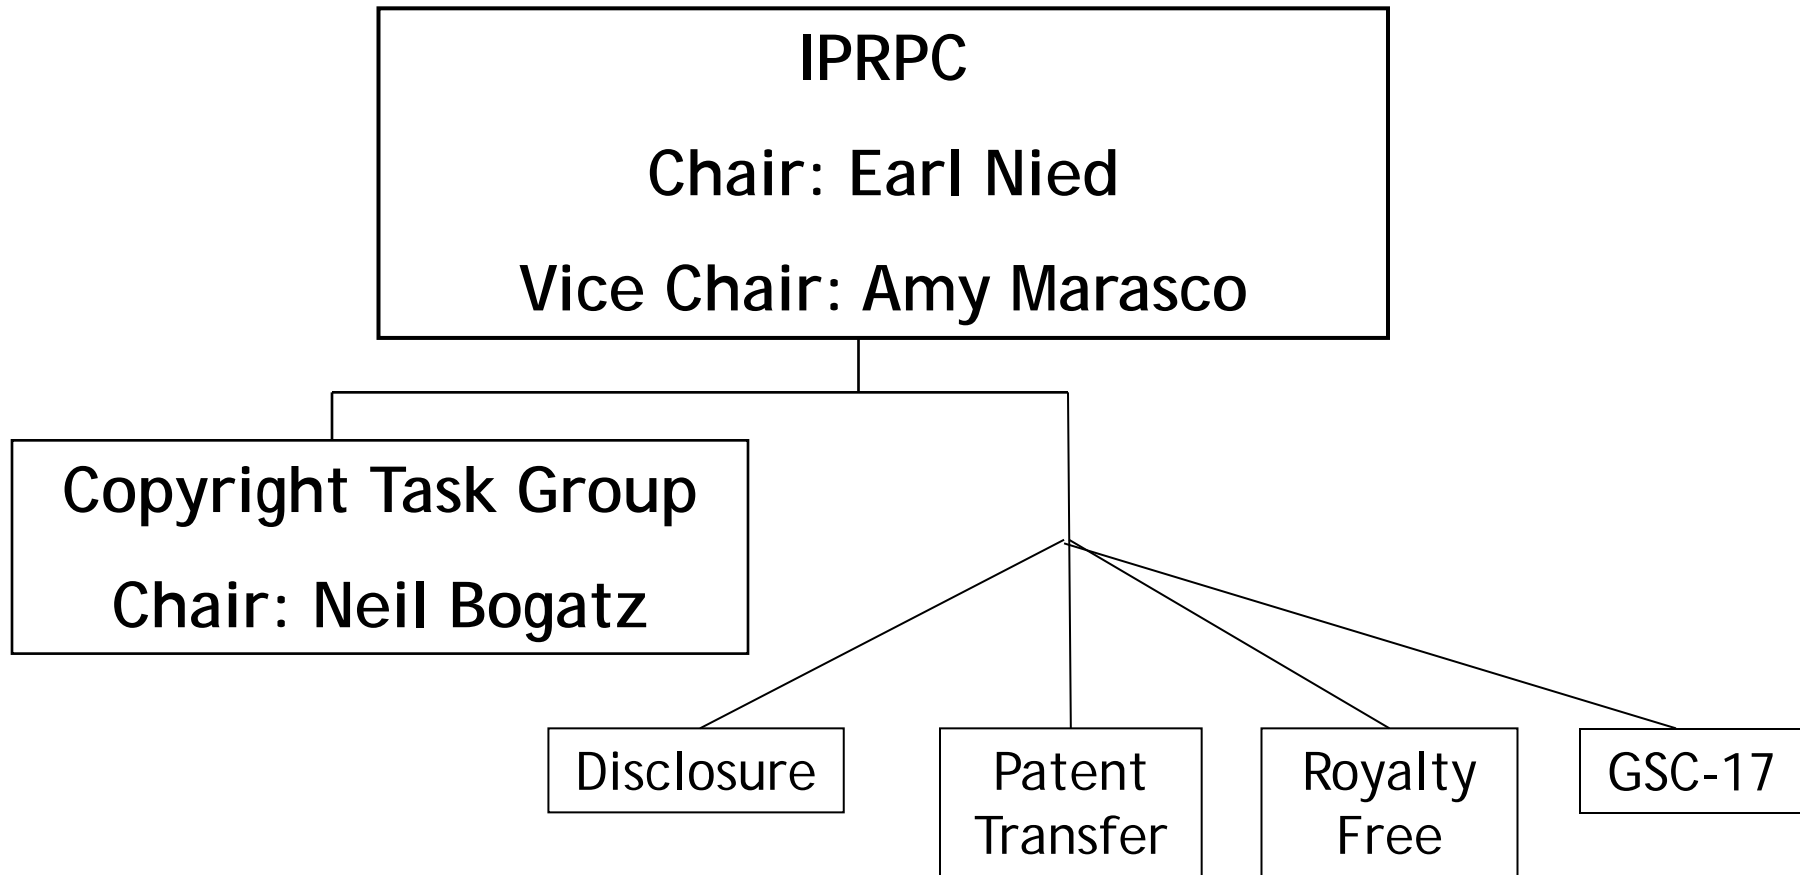 IPRPC
Chair: Earl Nied
Vice Chair: Amy Marasco
Copyright Task Group
Chair: Neil Bogatz
Disclosure
Patent
Transfer
Royalty
Free
GSC-17